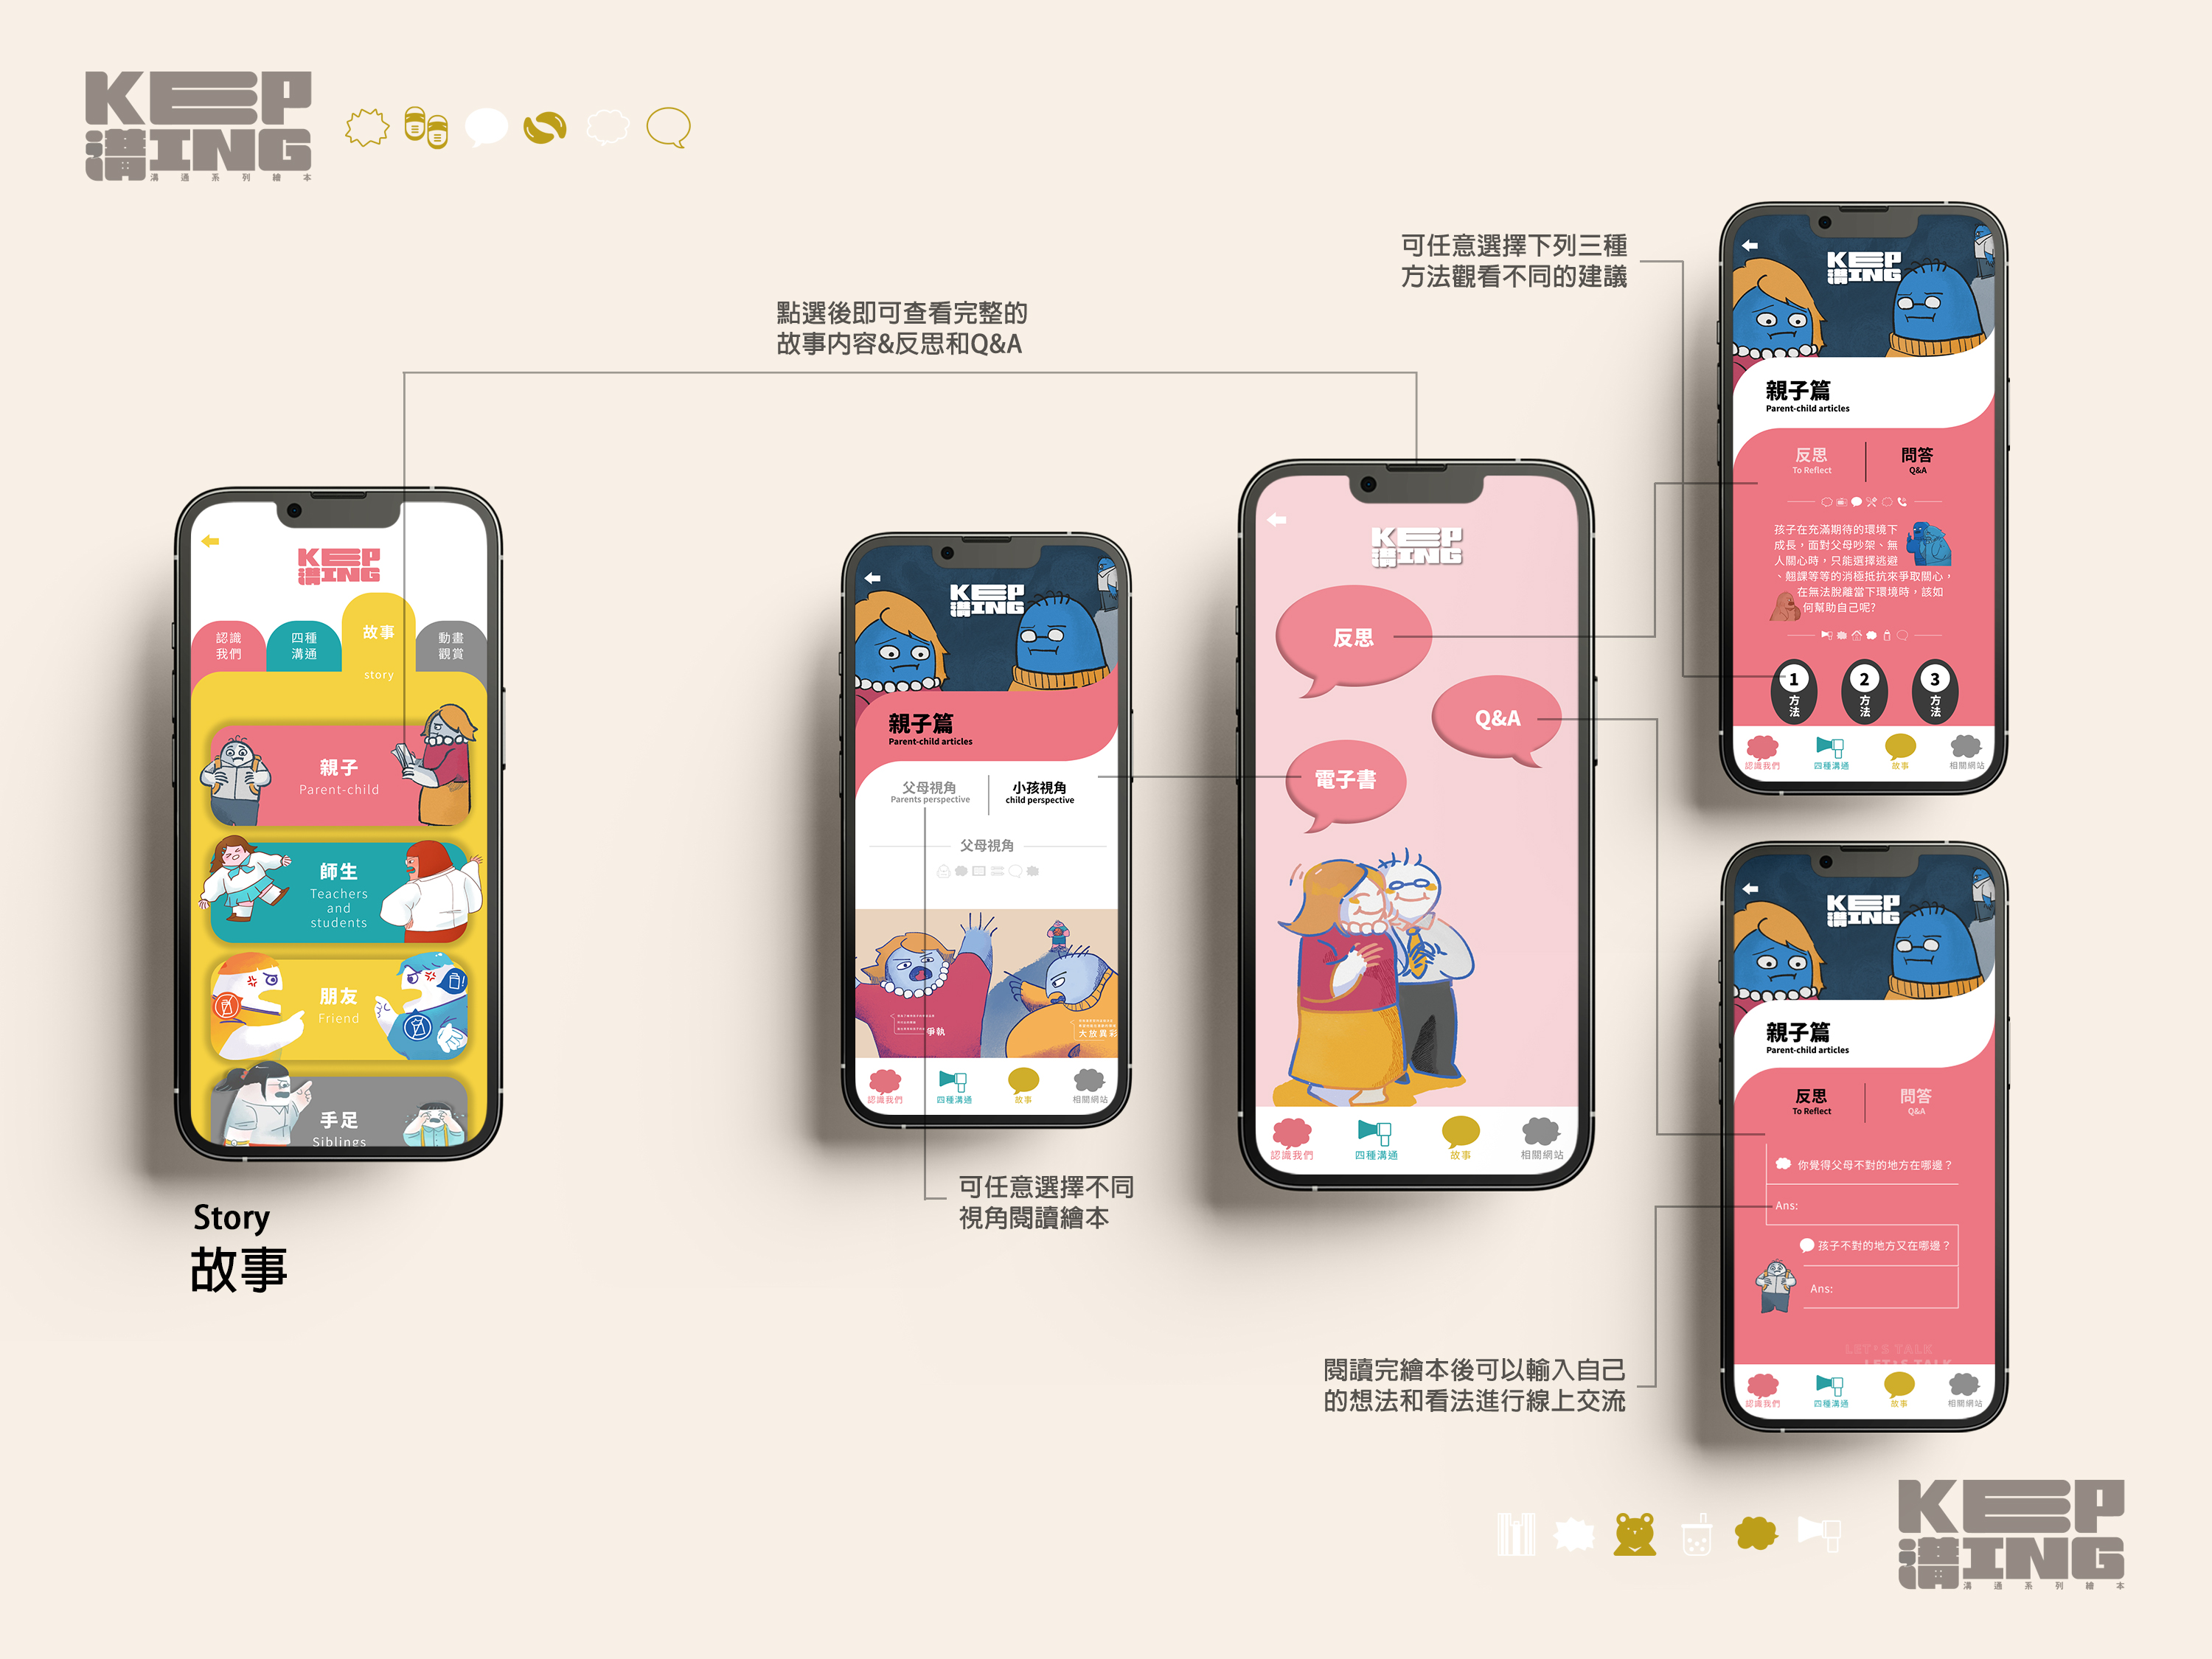 KEEP
溝ING
溝通系列繪本
點選後即可查看完整的
故事內容&反思和Q&A
可任意選擇下列三種
方法觀看不同的建議
KEEP
溝ING
認識
我們
四種
溝通
故事
story
動畫
觀賞
親子
Parent-child
師生
Teachers
and
students
朋友
Friend
手足
Siblings
Story
故事
KEEP
溝ING
親子篇
Parent-child articles
父母視角
Parents perspective
小孩視角
child perspective
父母視角
爭執
大放異彩
認識我們
四種溝通
故事
相關網站
可任意選擇不同
視角閱讀繪本
KEEP
溝ING
反思
Q&A
電子書
認識我們
四種溝通
故事
相關網站
KEEP
溝ING
親子篇
Parent-child articles
反思
To Reflect
問答
Q&A
孩子在充滿期待的環境下
成長,面對父母吵架、無
人關心時,只能選擇逃避
、翹課等等的消極抵抗來爭取關心,
在無法脫離當下環境時,該如
何幫助自己呢?
1
方法
2
方法
3
方法
認識我們
四種溝通
故事
相關網站
KEEP
溝ING
親子篇
Parent-child articles
反思
To Reflect
問答
Q&A
你覺得父母不對的地方在哪邊?
Ans:
孩子不對的地方又在哪邊?
Ans:
LET'S TALK
LET'S TALK
認識我們
四種溝通
故事
相關網站
閱讀完繪本後可以輸入自己
的想法和看法進行線上交流
KEEP
溝ING
溝通系列繪本